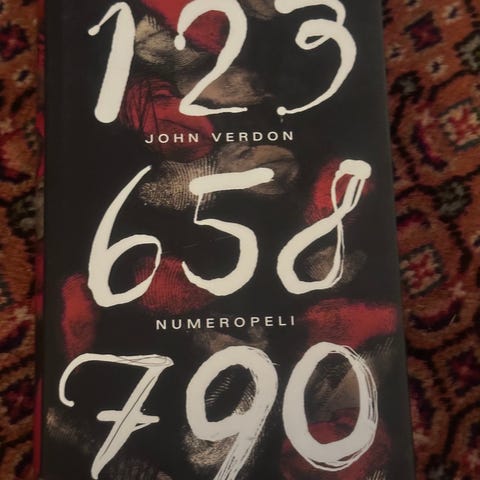 123
JOHN VERDON
658
NUMEROPELI
790